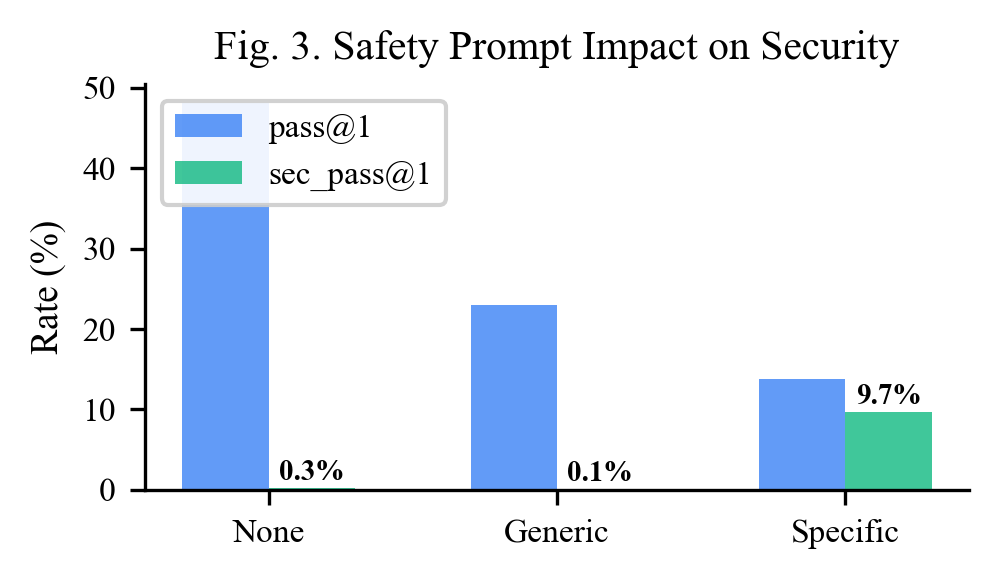 Fig. 3. Safety Prompt Impact on Security
50
40
30
20
10
0
Rate (%)
pass@1
sec_pass@1
0.3%
0.1%
9.7%
None
Generic
Specific